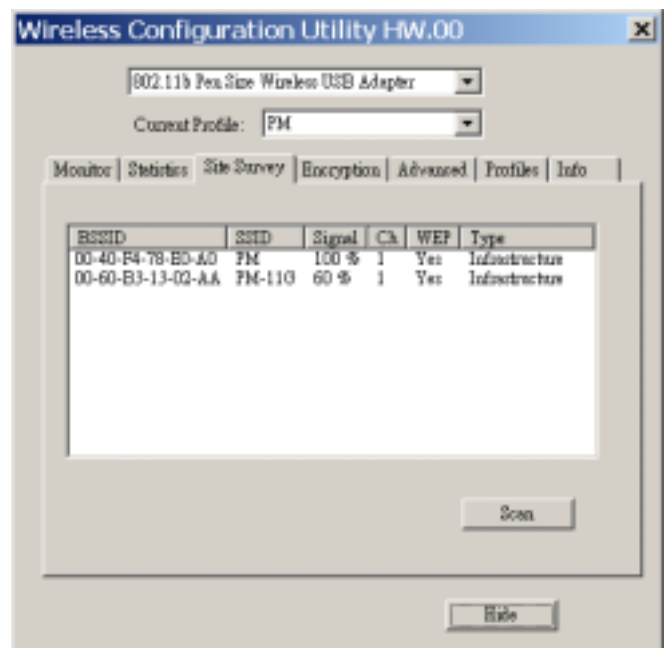 Wireless Configuration Utility HW.00
802.11b Pen Size Wireless USB Adapter
Current Profile: PM
Monitor Statistics Site Survey Encryption Advanced Profiles Info
BSSID SSID Signal Ch WEP Type
00-40-F4-78-E0-A0 PM 100 % 1 Yes Infrastructure
00-60-B3-13-02-AA PM-11G 60 % 1 Yes Infrastructure
Scan
Hide